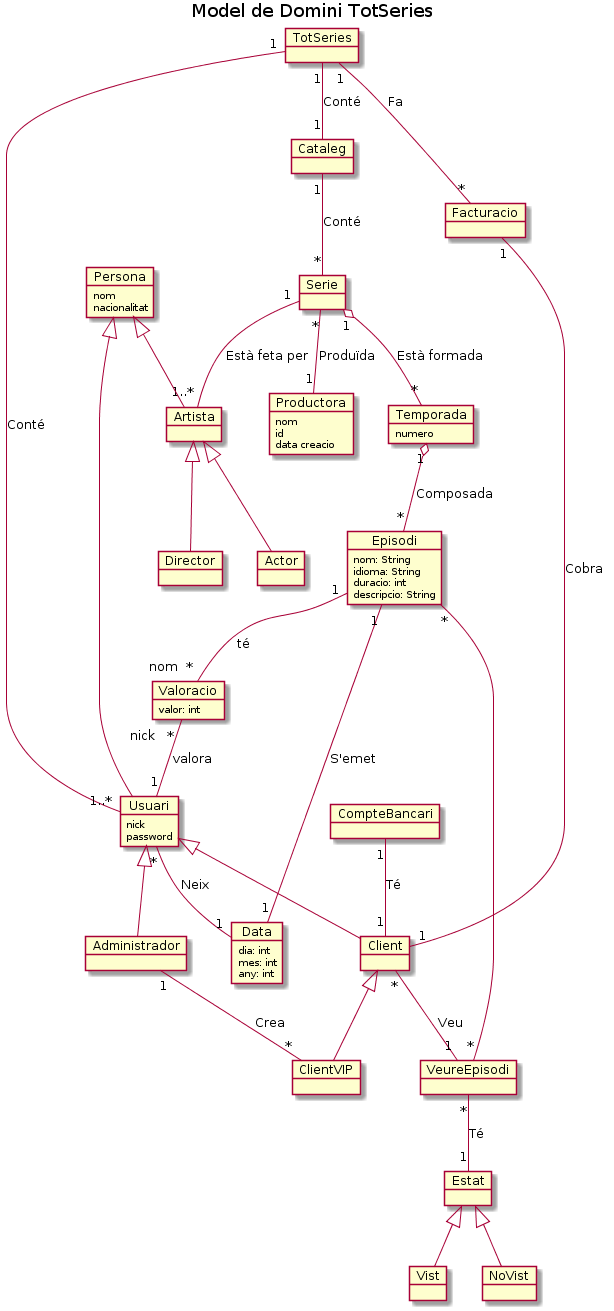 Model de Domini TotSeries
TotSeries
1
1
1
Conté
Fa
1
Cataleg
1
*
Facturacio
1
Conté
*
Serie
1
*
1
Persona
nom
nacionalitat
Està feta per
Produïda
Està formada
1..*
1
*
Artista
Productora
nom
id
data creacio
Temporada
numero
1
Conté
Composada
*
Episodi
nom: String
idioma: String
duracio: int
descripcio: String
Director
Actor
Cobra
1
1
*
té
nom
*
Valoracio
valor: int
nick
*
valora
S'emet
1
1..*
Usuari
nick
password
CompteBancari
*
1
Neix
Té
1
1
1
1
Administrador
Data
dia: int
mes: int
any: int
Client
1
*
Crea
Veu
*
1
*
ClientVIP
VeureEpisodi
*
Té
1
Estat
Vist
NoVist